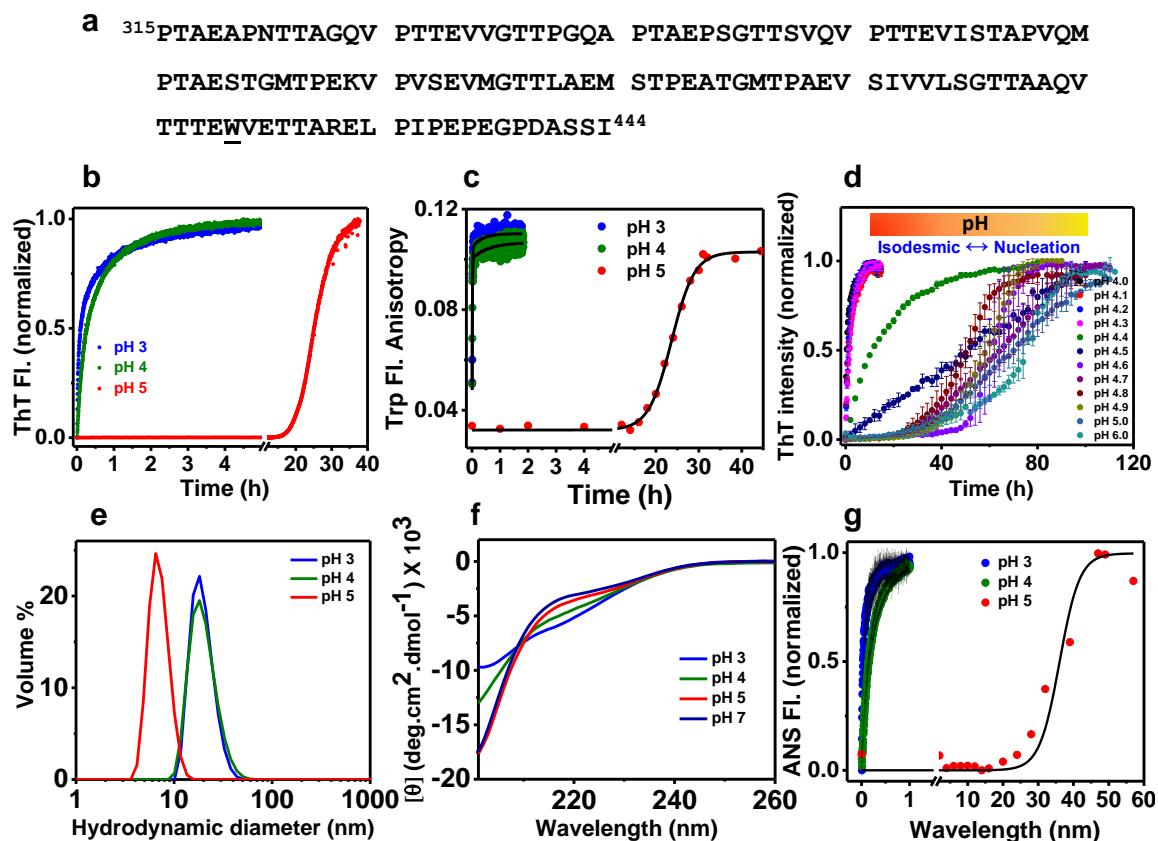 a
315PTAEAPNTTAGQV PTTEVVGTTPGQA PTAEPSGTTSVQV PTTEVISTAPVQM
PTAESTGMTPEKV PVSEVMGTTLAEM STPEATGMTPAEV SIVVLSGTTAAQV
TTTEWVETTARELPIPEPEGPDASSI444
b
ThT Fl. (normalized)
1.0
0.5
0.0
pH 3
pH 4
pH 5
0 1 2 3 4 5 20 30 40
Time (h)
c
Trp Fl. Anisotropy
0.12
0.08
0.04
pH 3
pH 4
pH 5
0 1 2 4 10 20 30 40
Time (h)
d
ThT intensity (normalized)
pH
Isodesmic ↔ Nucleation
1.0
0.5
0.0
pH 4.0
pH 4.1
pH 4.2
pH 4.3
pH 4.4
pH 4.5
pH 4.6
pH 4.7
pH 4.8
pH 4.9
pH 5.0
pH 6.0
0 40 80 120
Time (h)
e
Volume %
20
10
0
pH 3
pH 4
pH 5
1 10 100 1000
Hydrodynamic diameter (nm)
f
[θ] (deg.cm2.dmol-1) X 103
0
-5
-10
-15
-20
pH 3
pH 4
pH 5
pH 7
220 240 260
Wavelength (nm)
g
ANS Fl. (normalized)
1.0
0.5
0.0
pH 3
pH 4
pH 5
0 1 10 20 30 40 50 60
Wavelength (nm)